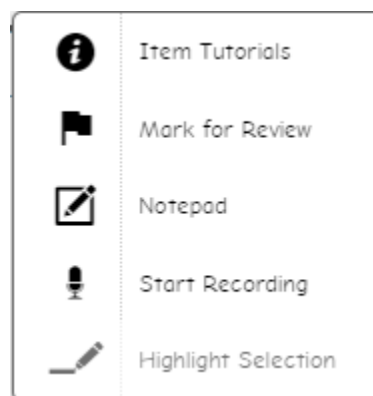 Item Tutorials
Mark for Review
Notepad
Start Recording
Highlight Selection